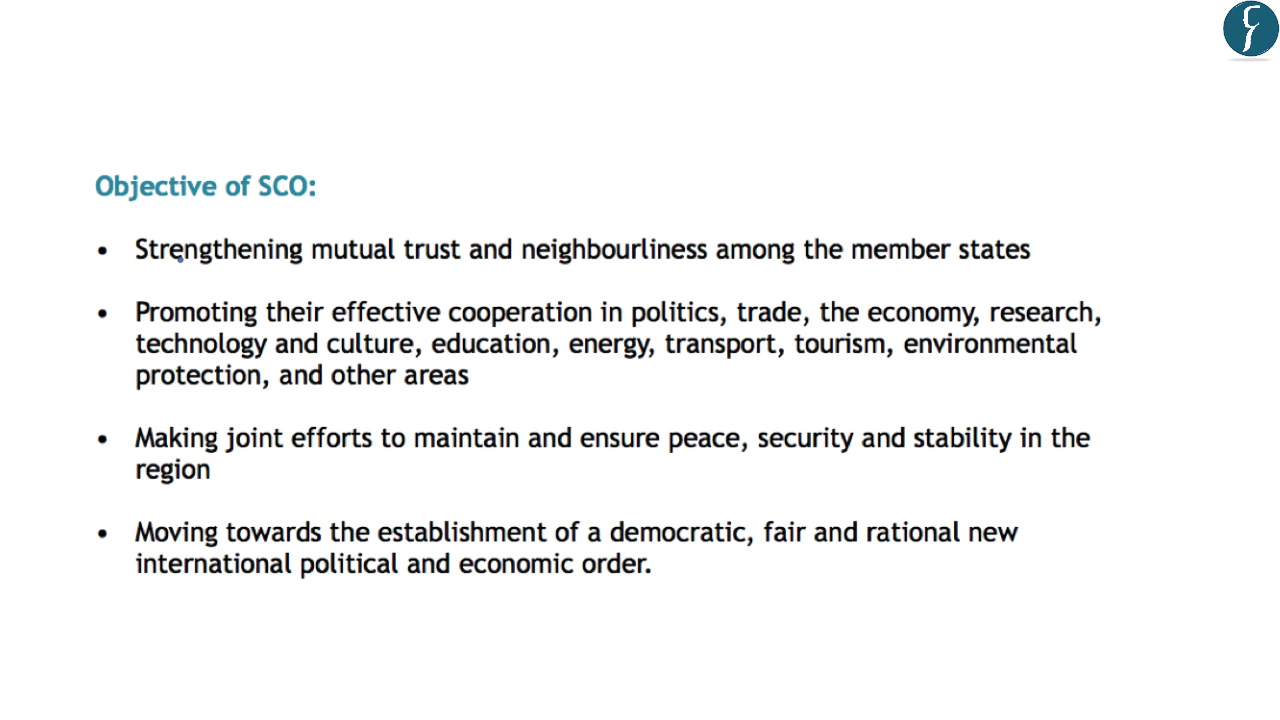 Objective of SCO:
• Strengthening mutual trust and neighbourliness among the member states
• Promoting their effective cooperation in politics, trade, the economy, research,
technology and culture, education, energy, transport, tourism, environmental
protection, and other areas
• Making joint efforts to maintain and ensure peace, security and stability in the
region
• Moving towards the establishment of a democratic, fair and rational new
international political and economic order.